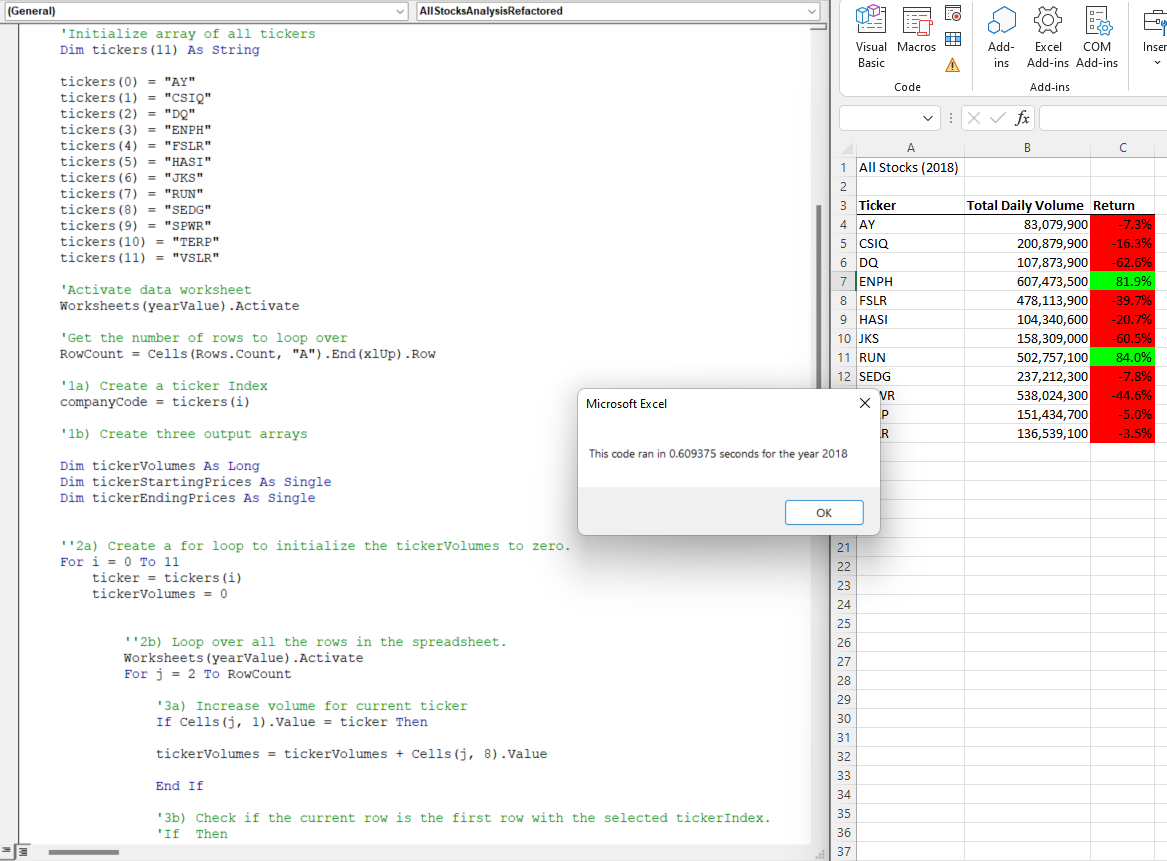 (General)
AllStocksAnalysisRefactored
'Initialize array of all tickers
Dim tickers(11) As String
tickers(0) = "AY"
tickers(1) = "CSIQ"
tickers(2) = "DQ"
tickers(3) = "ENPH"
tickers(4) = "FSLR"
tickers(5) = "HASI"
tickers(6) = "JKS"
tickers(7) = "RUN"
tickers(8) = "SEDG"
tickers(9) = "SPWR"
tickers(10) = "TERP"
tickers(11) = "VSLR"
'Activate data worksheet
Worksheets(yearValue).Activate
'Get the number of rows to loop over
RowCount = Cells(Rows.Count, "A").End(xlUp).Row
'1a) Create a ticker Index
companyCode = tickers(i)
'1b) Create three output arrays
Dim tickerVolumes As Long
Dim tickerStartingPrices As Single
Dim tickerEndingPrices As Single
''2a) Create a for loop to initialize the tickerVolumes to zero.
For i = 0 To 11
ticker = tickers(i)
tickerVolumes = 0
''2b) Loop over all the rows in the spreadsheet.
Worksheets(yearValue).Activate
For j = 2 To RowCount
'3a) Increase volume for current ticker
If Cells(j, 1).Value = ticker Then
tickerVolumes = tickerVolumes + Cells(j, 8).Value
End If
'3b) Check if the current row is the first row with the selected tickerIndex.
'If  Then
Visual Basic
Macros
Code
Add-ins
Excel Add-ins
COM Add-ins
Add-ins
Inser
fx
A B C
1 All Stocks (2018)
2
3 Ticker Total Daily Volume Return
4 AY 83,079,900 -7.3%
5 CSIQ 200,879,900 -16.3%
6 DQ 107,873,900 -62.6%
7 ENPH 607,473,500 81.9%
8 FSLR 478,113,900 -39.7%
9 HASI 104,340,600 -20.7%
10 JKS 158,309,000 -60.5%
11 RUN 502,757,100 84.0%
12 SEDG 237,212,300 -7.8%
WR 538,024,300 -44.6%
P 151,434,700 -5.0%
R 136,539,100 -3.5%
Microsoft Excel
This code ran in 0.609375 seconds for the year 2018
OK
21
22
23
24
25
26
27
28
29
30
31
32
33
34
35
36
37